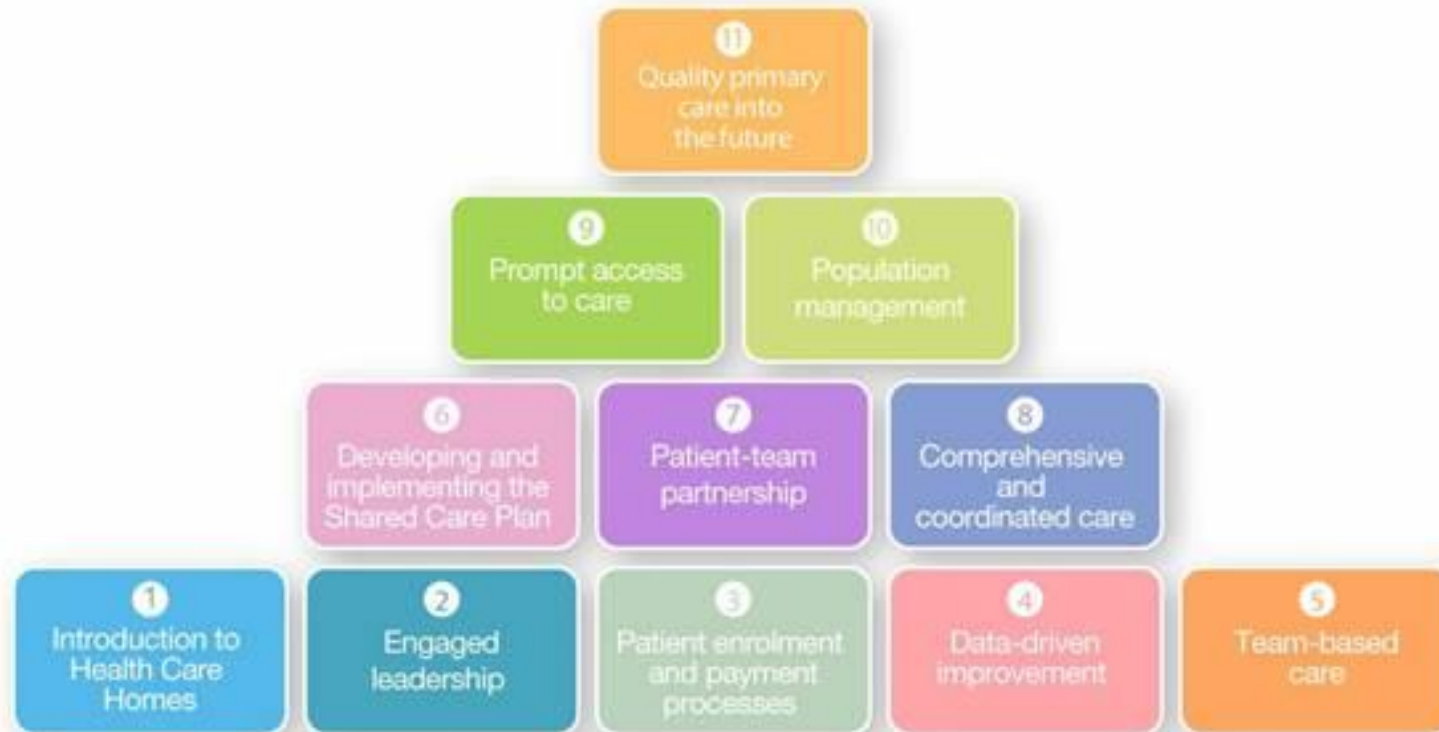 11
Quality primary
care into
the future
9
Prompt access
to care
10
Population
management
6
Developing and
implementing the
Shared Care Plan
7
Patient-team
partnership
8
Comprehensive
and
coordinated care
1
Introduction to
Health Care
Homes
2
Engaged
leadership
3
Patient enrolment
and payment
processes
4
Data-driven
improvement
5
Team-based
care